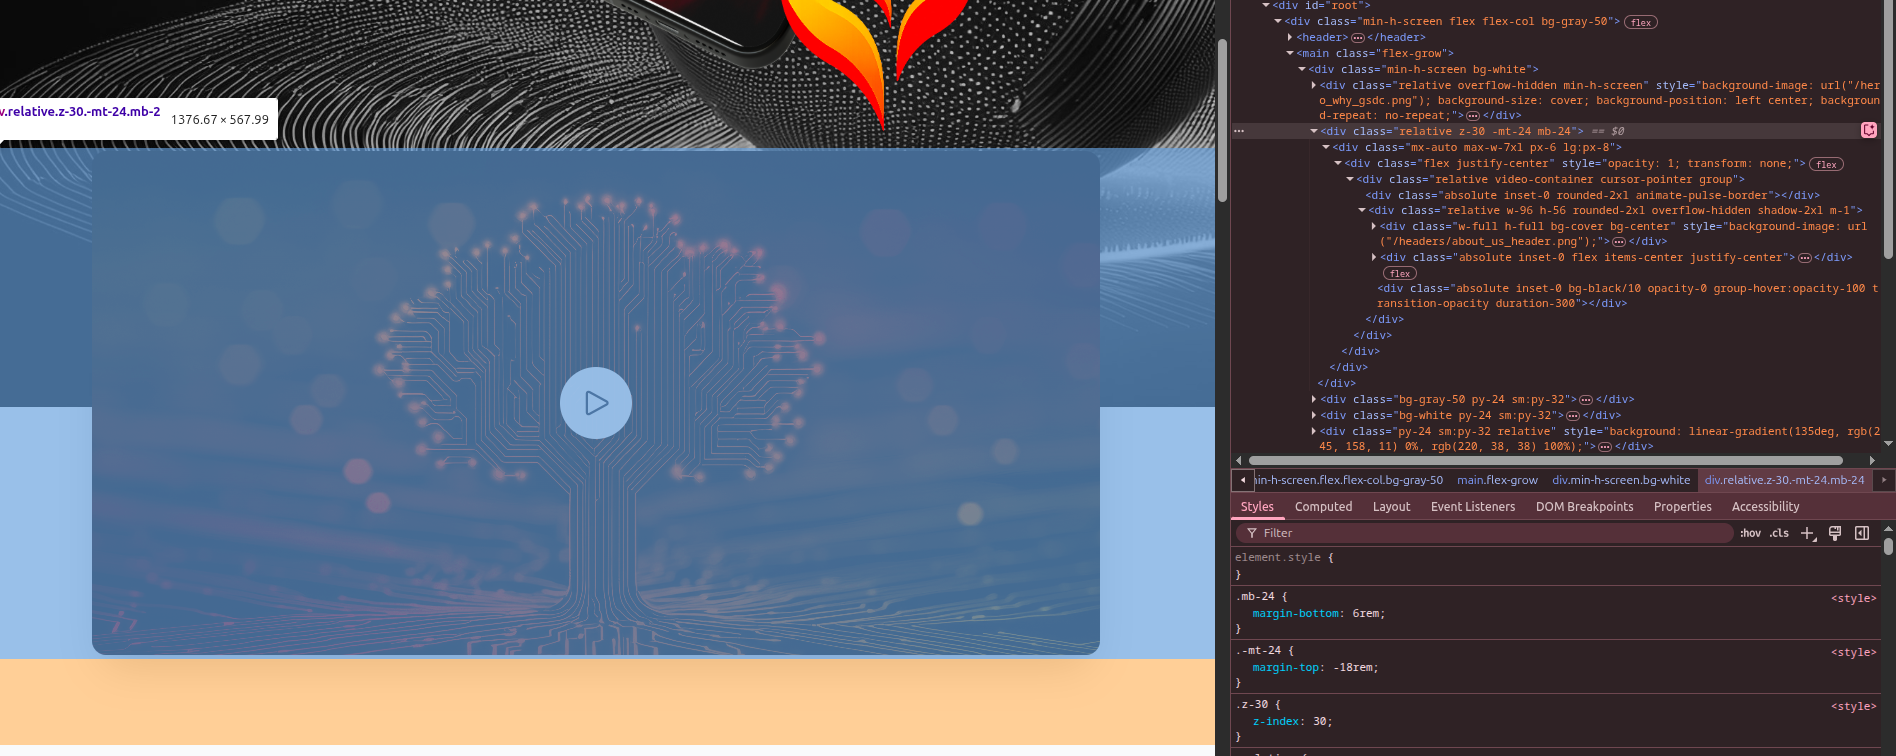 v.relative.z-30.-mt-24.mb-2 1376.67 × 567.99
<div id="root">
<div class="min-h-screen flex flex-col bg-gray-50"> flex
<header> </header>
<main class="flex-grow">
<div class="min-h-screen bg-white">
<div class="relative overflow-hidden min-h-screen" style="background-image: url("/her
o_why_gsdc.png"); background-size: cover; background-position: left center; backgroun
d-repeat: no-repeat;"> </div>
<div class="relative z-30 -mt-24 mb-24"> == $0
<div class="mx-auto max-w-7xl px-6 lg:px-8">
<div class="flex justify-center" style="opacity: 1; transform: none;"> flex
<div class="relative video-container cursor-pointer group">
<div class="absolute inset-0 rounded-2xl animate-pulse-border"></div>
<div class="relative w-96 h-56 rounded-2xl overflow-hidden shadow-2xl m-1">
<div class="w-full h-full bg-cover bg-center" style="background-image: url
("/headers/about_us_header.png");"> </div>
<div class="absolute inset-0 flex items-center justify-center"> </div>
flex
<div class="absolute inset-0 bg-black/10 opacity-0 group-hover:opacity-100 t
ransition-opacity duration-300"></div>
</div>
</div>
</div>
</div>
</div>
<div class="bg-gray-50 py-24 sm:py-32"> </div>
<div class="bg-white py-24 sm:py-32"> </div>
<div class="py-24 sm:py-32 relative" style="background: linear-gradient(135deg, rgb(2
45, 158, 11) 0%, rgb(220, 38, 38) 100%);"> </div>
in-h-screen.flex.flex-col.bg-gray-50 main.flex-grow div.min-h-screen.bg-white div.relative.z-30.-mt-24.mb-24
Styles Computed Layout Event Listeners DOM Breakpoints Properties Accessibility
Filter :hov .cls
element.style {
}
.mb-24 { <style>
margin-bottom: 6rem;
}
.-mt-24 { <style>
margin-top: -18rem;
}
.z-30 { <style>
z-index: 30;
}